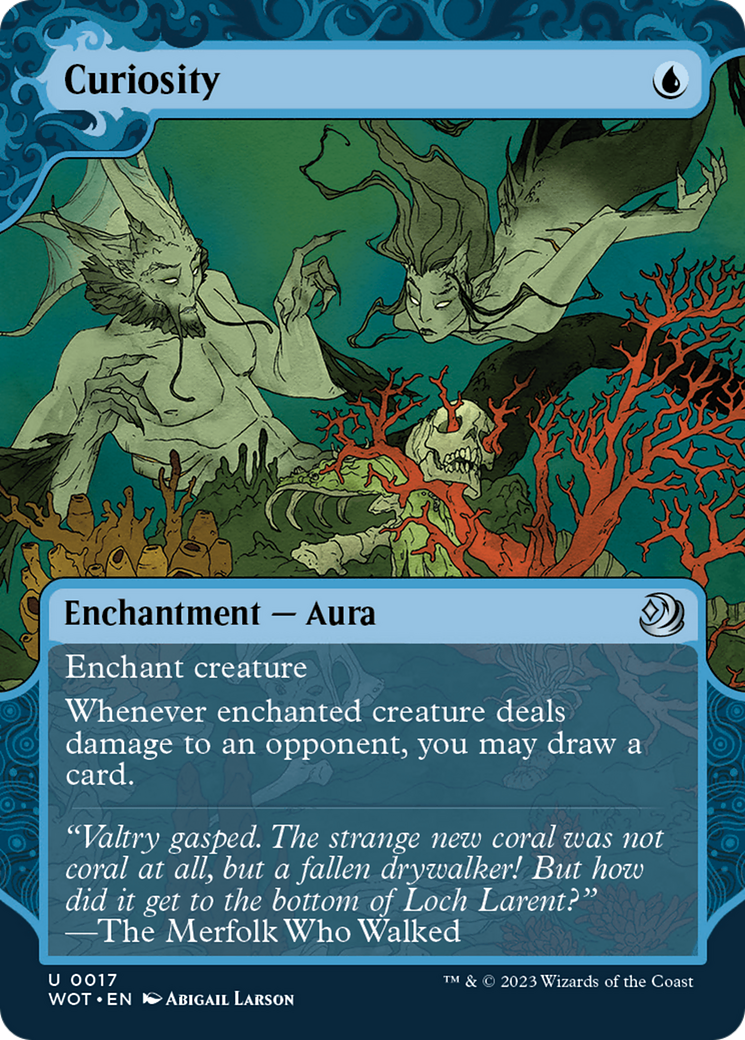 Curiosity
Enchantment — Aura
Enchant creature
Whenever enchanted creature deals
damage to an opponent, you may draw a
card.
“Valtry gasped. The strange new coral was not
coral at all, but a fallen drywalker! But how
did it get to the bottom of Loch Larent?”
—The Merfolk Who Walked
U 0017
WOT • EN Abigail Larson
™ & © 2023 Wizards of the Coast